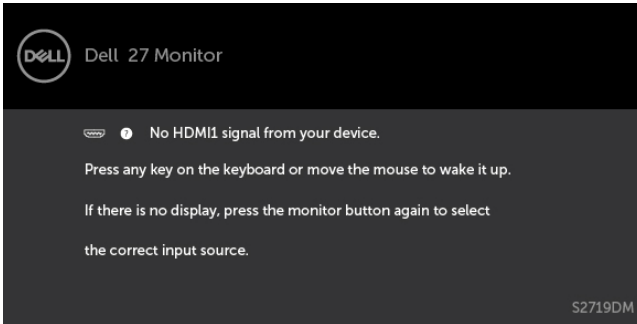 DELL
Dell 27 Monitor
? No HDMI1 signal from your device.
Press any key on the keyboard or move the mouse to wake it up.
If there is no display, press the monitor button again to select
the correct input source.
S2719DM